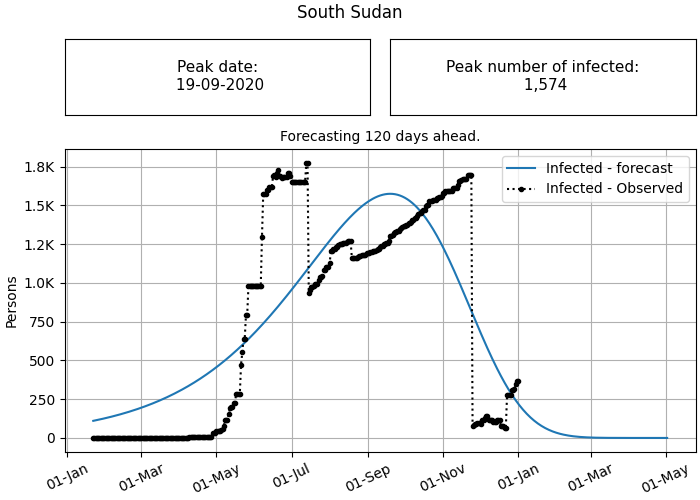 South Sudan
Peak date:
19-09-2020
Peak number of infected:
1,574
Forecasting 120 days ahead.
Infected - forecast
Infected - Observed
Persons
1.8K
1.5K
1.2K
1.0K
750
500
250
0
01-Jan
01-Mar
01-May
01-Jul
01-Sep
01-Nov
01-Jan
01-Mar
01-May